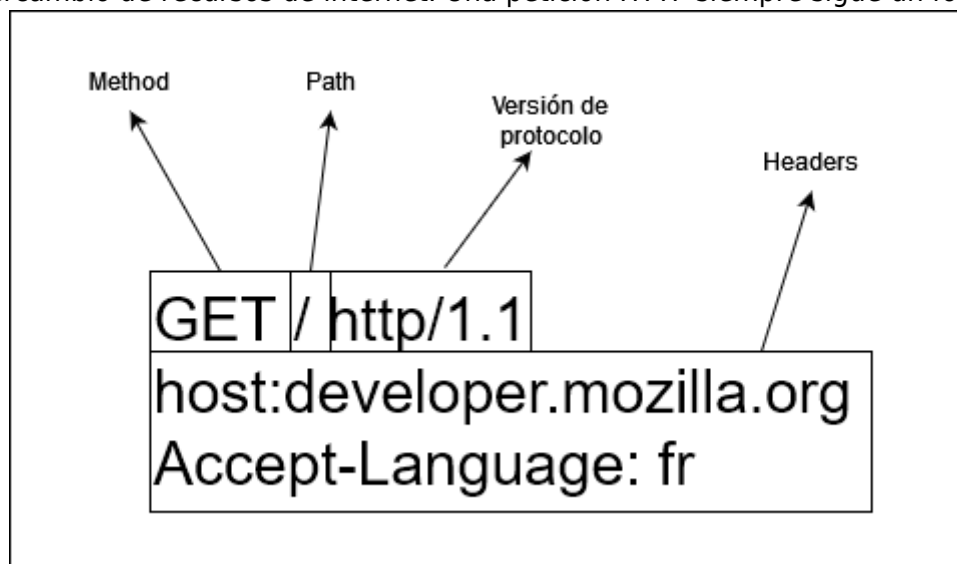 Method
Path
Versión de
protocolo
Headers
GET / http/1.1
host:developer.mozilla.org
Accept-Language: fr